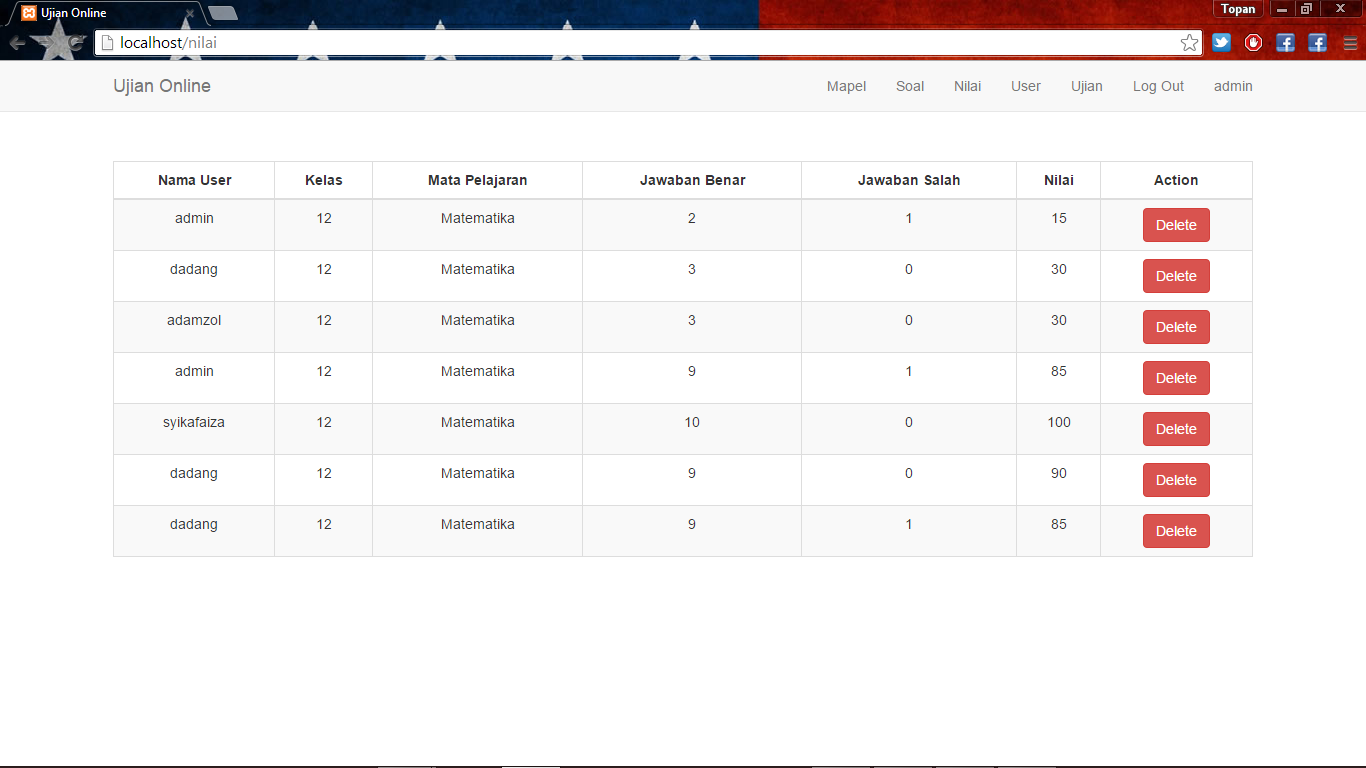 Ujian Online
Topan
localhost/nilai
Ujian Online Mapel Soal Nilai User Ujian Log Out admin
Nama User Kelas Mata Pelajaran Jawaban Benar Jawaban Salah Nilai Action
admin 12 Matematika 2 1 15 Delete
dadang 12 Matematika 3 0 30 Delete
adamzol 12 Matematika 3 0 30 Delete
admin 12 Matematika 9 1 85 Delete
syikafaiza 12 Matematika 10 0 100 Delete
dadang 12 Matematika 9 0 90 Delete
dadang 12 Matematika 9 1 85 Delete